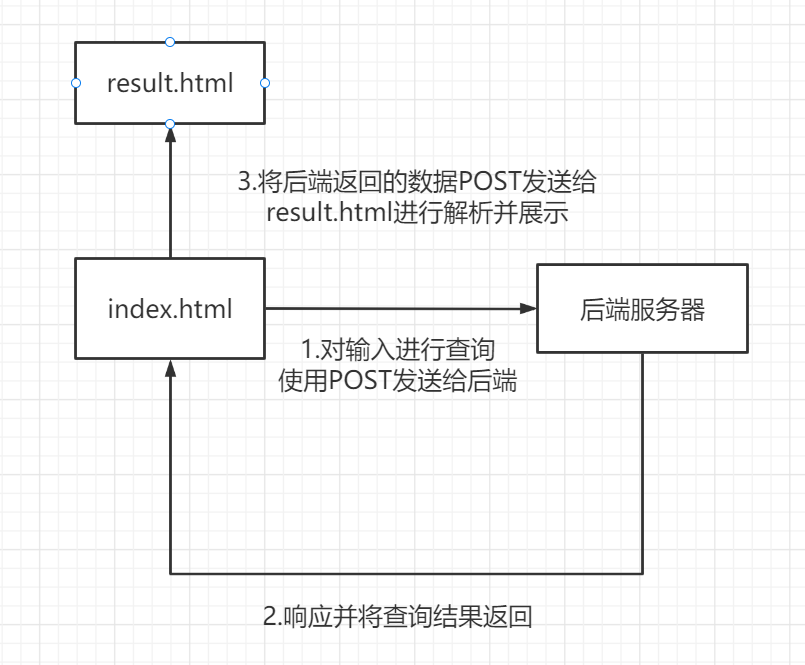 result.html
3.将后端返回的数据POST发送给
result.html进行解析并展示
index.html
后端服务器
1.对输入进行查询
使用POST发送给后端
2.响应并将查询结果返回